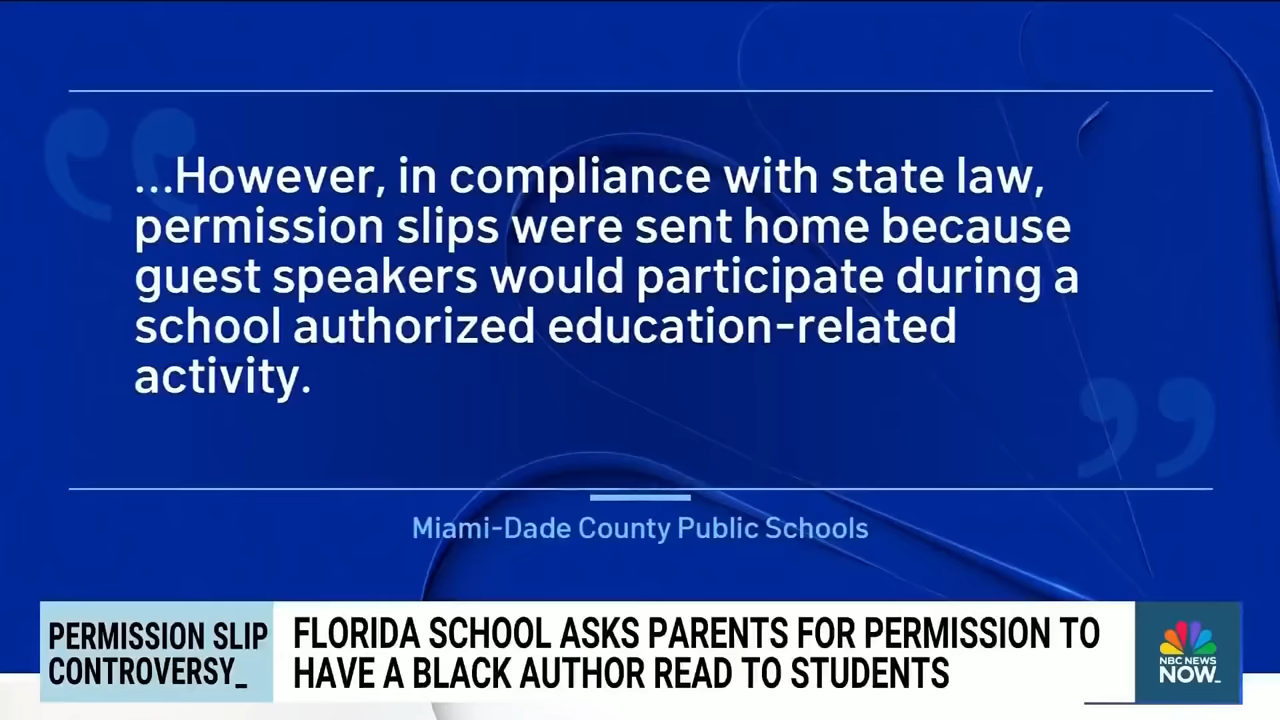 ...However, in compliance with state law,
permission slips were sent home because
guest speakers would participate during a
school authorized education-related
activity.
Miami-Dade County Public Schools
PERMISSION SLIP
CONTROVERSY_
FLORIDA SCHOOL ASKS PARENTS FOR PERMISSION TO
HAVE A BLACK AUTHOR READ TO STUDENTS
NBC NEWS
NOW_